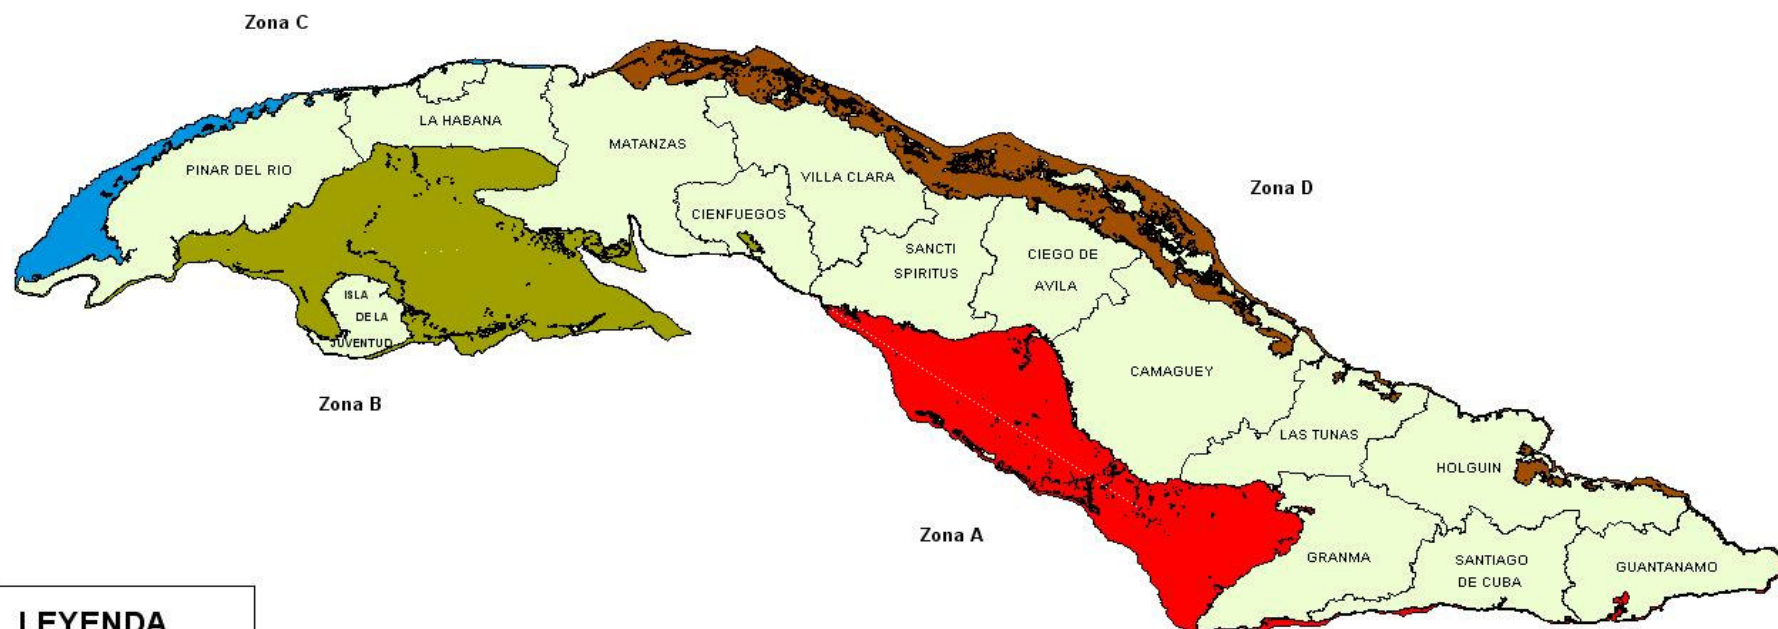 Zona C
LA HABANA
MATANZAS
PINAR DEL RIO
VILLA CLARA
Zona D
CIENFUEGOS
SANCTI
SPIRITUS
CIEGO DE
AVILA
ISLA
DE LA
JUVENTUD
CAMAGUEY
Zona B
LAS TUNAS
HOLGUIN
Zona A
GRANMA
SANTIAGO
DE CUBA
GUANTANAMO
LEYENDA